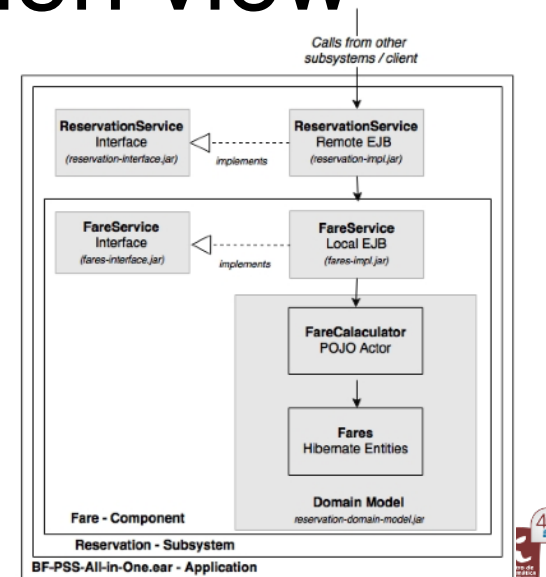 Calls from other
subsystems / client
ReservationService
Interface
(reservation-interface.jar)
implements
ReservationService
Remote EJB
(reservation-impl.jar)
FareService
Interface
(fares-interface.jar)
implements
FareService
Local EJB
(fares-impl.jar)
FareCalaculator
POJO Actor
Fares
Hibernate Entities
Domain Model
reservation-domain-model.jar
Fare - Component
Reservation - Subsystem
BF-PSS-All-in-One.ear - Application
4